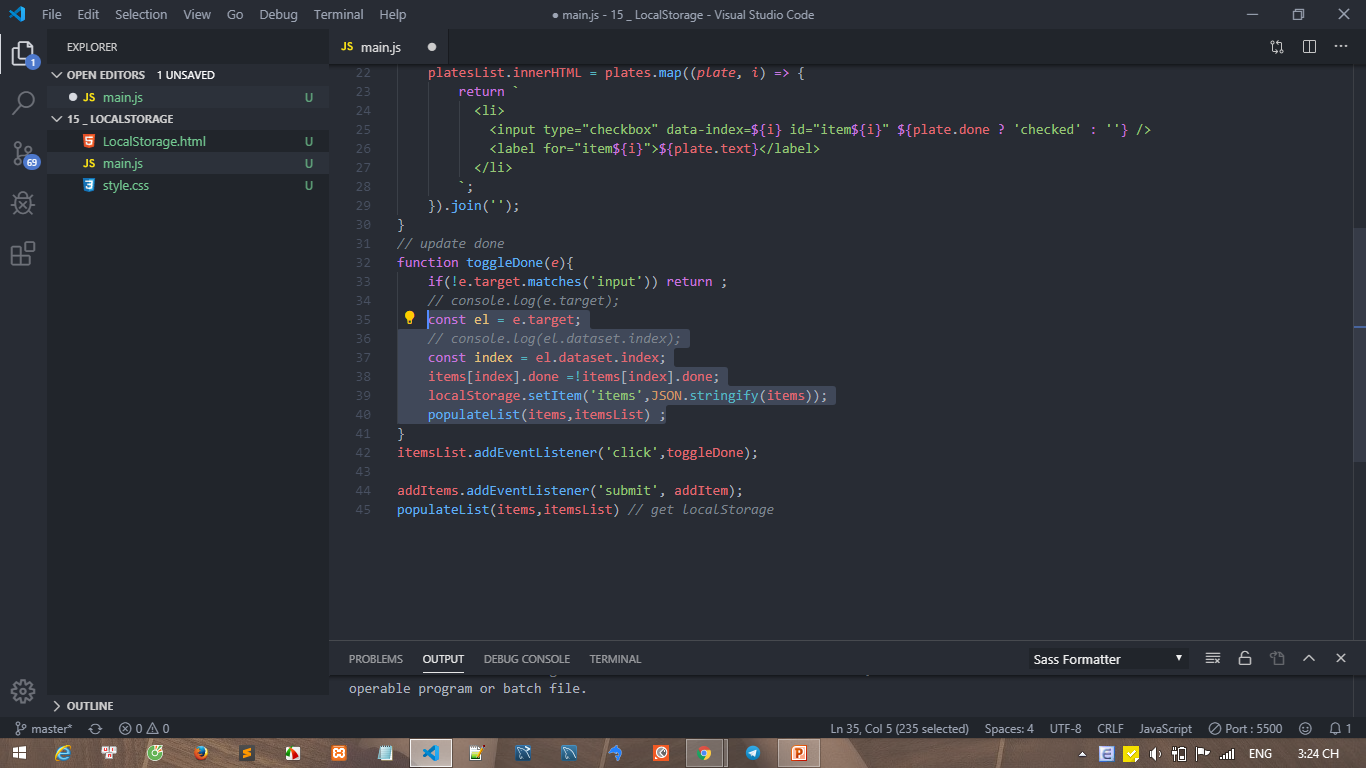 File Edit Selection View Go Debug Terminal Help
● main.js - 15 _ LocalStorage - Visual Studio Code
EXPLORER
OPEN EDITORS 1 UNSAVED
JS main.js U
15 _ LOCALSTORAGE
LocalStorage.html U
JS main.js U
style.css U
OUTLINE
1
69
JS main.js
22 platesList.innerHTML = plates.map((plate, i) => {
23 return `
24 <li>
25 <input type="checkbox" data-index=${i} id="item${i}" ${plate.done ? 'checked' : ''} />
26 <label for="item${i}">${plate.text}</label>
27 </li>
28 `;
29 }).join('');
30 }
31 // update done
32 function toggleDone(e){
33 if(!e.target.matches('input')) return ;
34 // console.log(e.target);
35 const el = e.target;
36 // console.log(el.dataset.index);
37 const index = el.dataset.index;
38 items[index].done =!items[index].done;
39 localStorage.setItem('items',JSON.stringify(items));
40 populateList(items,itemsList) ;
41 }
42 itemsList.addEventListener('click',toggleDone);
43
44 addItems.addEventListener('submit', addItem);
45 populateList(items,itemsList) // get localStorage
PROBLEMS OUTPUT DEBUG CONSOLE TERMINAL
Sass Formatter
operable program or batch file.
master* 0 0
Ln 35, Col 5 (235 selected) Spaces: 4 UTF-8 CRLF JavaScript Port : 5500 1
ENG 3:24 CH